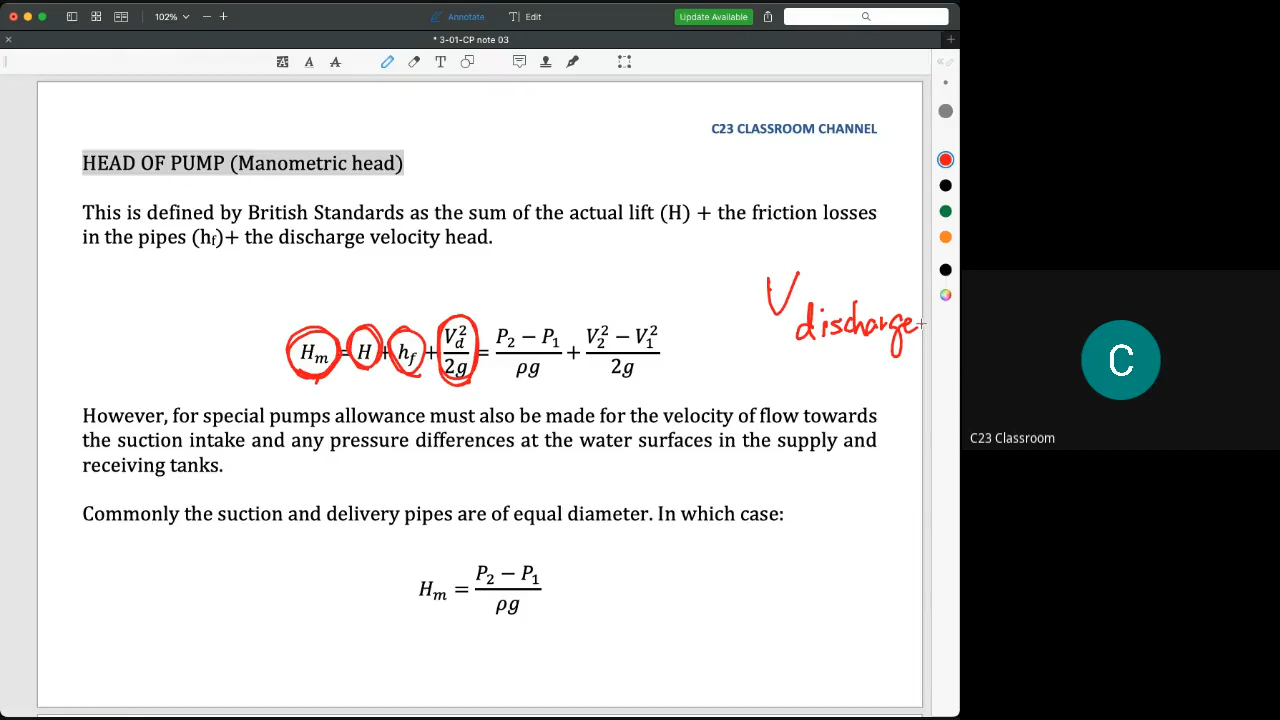 102%
Annotate
Edit
Update Available
* 3-01-CP note 03
C23 CLASSROOM CHANNEL
HEAD OF PUMP (Manometric head)
This is defined by British Standards as the sum of the actual lift (H) + the friction losses
in the pipes (hf)+ the discharge velocity head.
V discharge
Hₘ = H + h_f + V_d²/2g = (P₂ − P₁)/ρg + (V₂² − V₁²)/2g
However, for special pumps allowance must also be made for the velocity of flow towards
the suction intake and any pressure differences at the water surfaces in the supply and
receiving tanks.
Commonly the suction and delivery pipes are of equal diameter. In which case:
Hₘ = (P₂ − P₁)/ρg
C
C23 Classroom